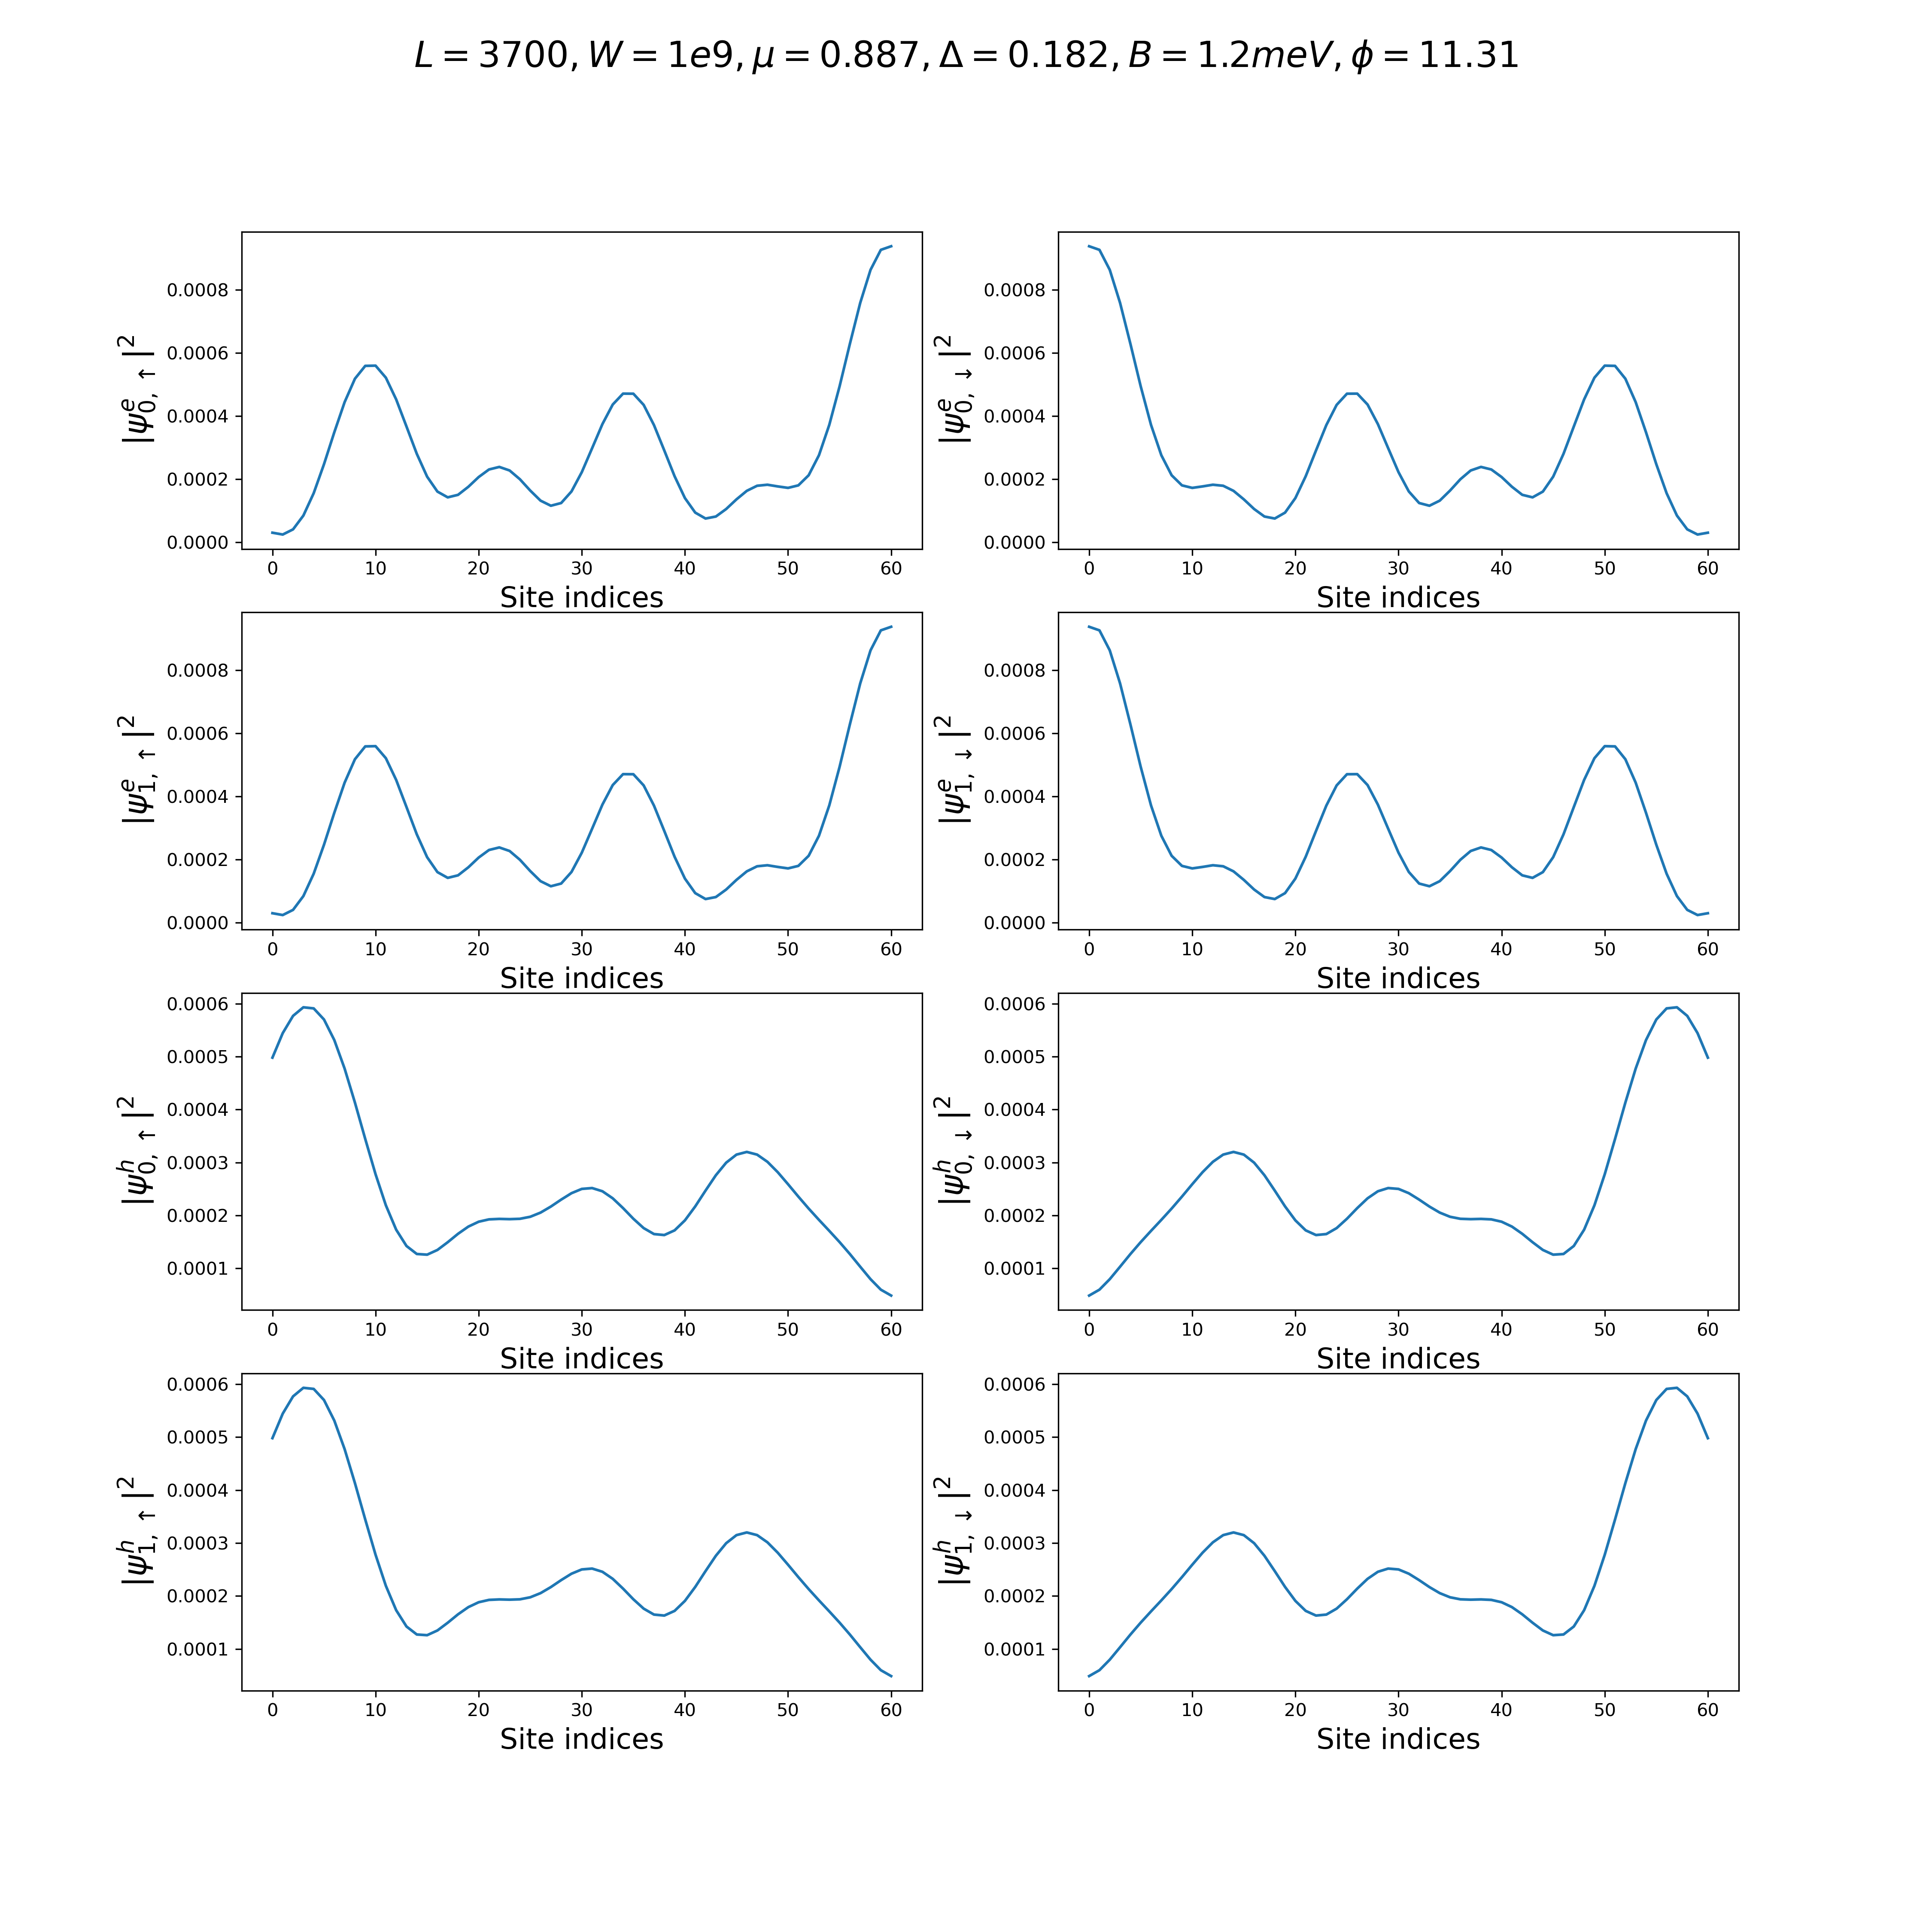 L = 3700, W = 1e9, μ = 0.887, Δ = 0.182, B = 1.2meV, ϕ = 11.31
|ψ^e_{0, ↑}|^2
0.0008
0.0006
0.0004
0.0002
0.0000
0 10 20 30 40 50 60
Site indices
|ψ^e_{0, ↓}|^2
0.0008
0.0006
0.0004
0.0002
0.0000
0 10 20 30 40 50 60
Site indices
|ψ^e_{1, ↑}|^2
0.0008
0.0006
0.0004
0.0002
0.0000
0 10 20 30 40 50 60
Site indices
|ψ^e_{1, ↓}|^2
0.0008
0.0006
0.0004
0.0002
0.0000
0 10 20 30 40 50 60
Site indices
|ψ^h_{0, ↑}|^2
0.0006
0.0005
0.0004
0.0003
0.0002
0.0001
0 10 20 30 40 50 60
Site indices
|ψ^h_{0, ↓}|^2
0.0006
0.0005
0.0004
0.0003
0.0002
0.0001
0 10 20 30 40 50 60
Site indices
|ψ^h_{1, ↑}|^2
0.0006
0.0005
0.0004
0.0003
0.0002
0.0001
0 10 20 30 40 50 60
Site indices
|ψ^h_{1, ↓}|^2
0.0006
0.0005
0.0004
0.0003
0.0002
0.0001
0 10 20 30 40 50 60
Site indices